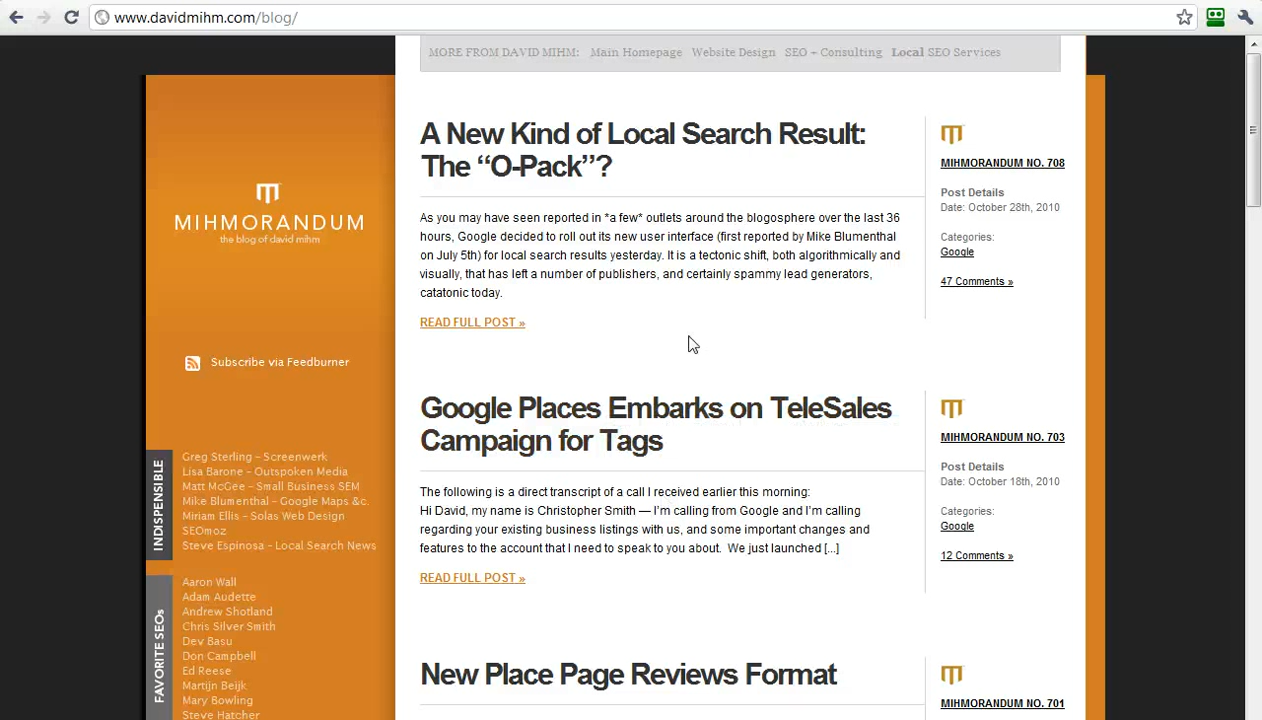 www.davidmihm.com/blog/
MORE FROM DAVID MIHM: Main Homepage Website Design SEO + Consulting Local SEO Services
MIHMORANDUM
the blog of david mihm
Subscribe via Feedburner
INDISPENSIBLE
Greg Sterling – Screenwerk
Lisa Barone – Outspoken Media
Matt McGee – Small Business SEM
Mike Blumenthal – Google Maps &c.
Miriam Ellis – Solas Web Design
SEOmoz
Steve Espinosa – Local Search News
FAVORITE SEOs
Aaron Wall
Adam Audette
Andrew Shotland
Chris Silver Smith
Dev Basu
Don Campbell
Ed Reese
Martijn Beijk
Mary Bowling
Steve Hatcher
A New Kind of Local Search Result:
The “O-Pack”?
As you may have seen reported in *a few* outlets around the blogosphere over the last 36
hours, Google decided to roll out its new user interface (first reported by Mike Blumenthal
on July 5th) for local search results yesterday. It is a tectonic shift, both algorithmically and
visually, that has left a number of publishers, and certainly spammy lead generators,
catatonic today.
READ FULL POST »
MIHMORANDUM NO. 708
Post Details
Date: October 28th, 2010
Categories:
Google
47 Comments »
Google Places Embarks on TeleSales
Campaign for Tags
The following is a direct transcript of a call I received earlier this morning:
Hi David, my name is Christopher Smith — I’m calling from Google and I’m calling
regarding your existing business listings with us, and some important changes and
features to the account that I need to speak to you about. We just launched [...]
READ FULL POST »
MIHMORANDUM NO. 703
Post Details
Date: October 18th, 2010
Categories:
Google
12 Comments »
New Place Page Reviews Format
MIHMORANDUM NO. 701